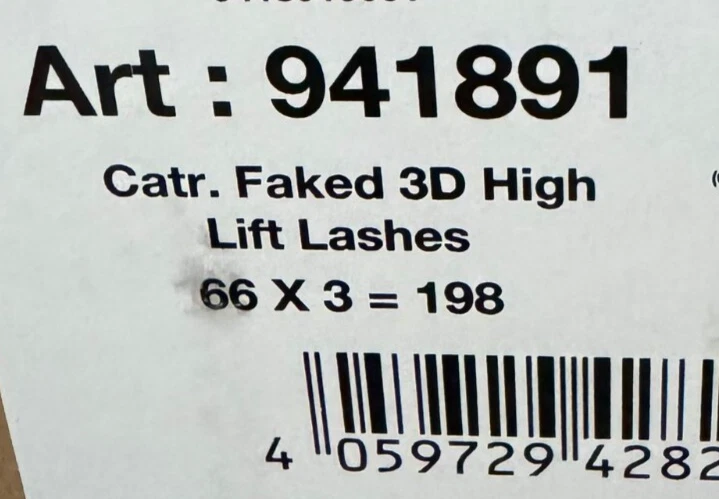 Art : 941891
Catr. Faked 3D High
Lift Lashes
66 X 3 = 198
4 059729 4282